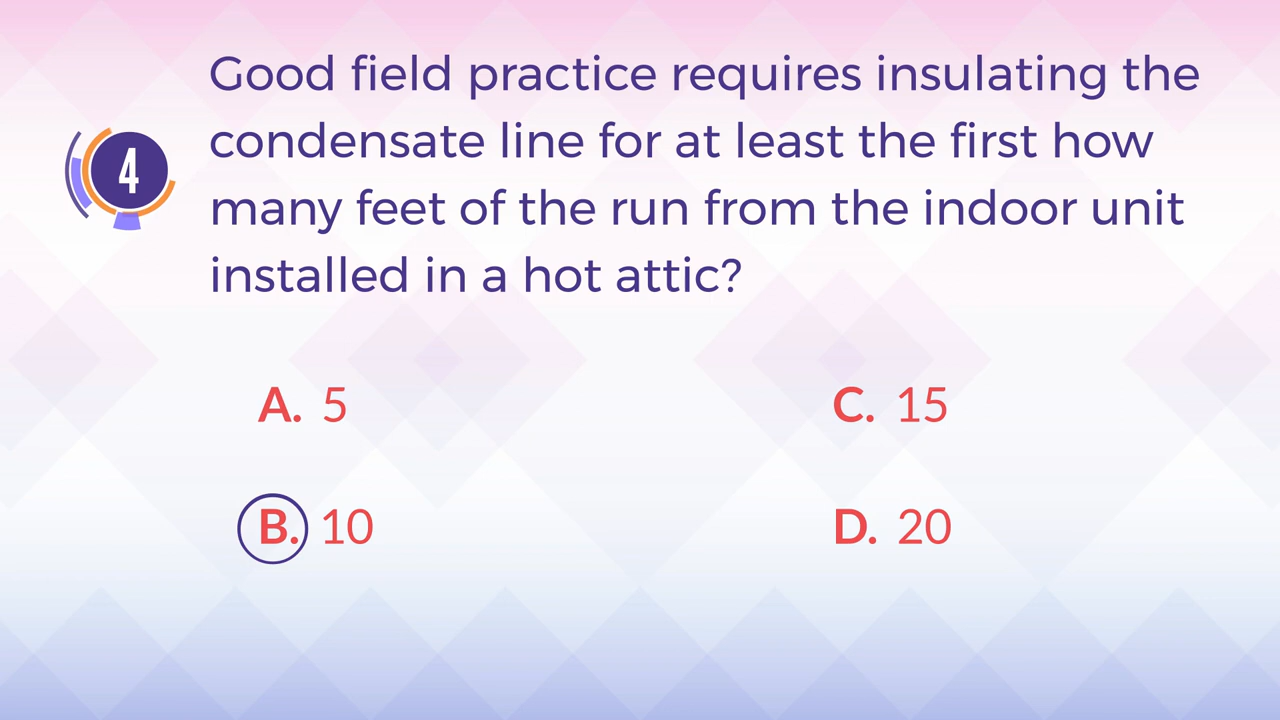 4
Good field practice requires insulating the
condensate line for at least the first how
many feet of the run from the indoor unit
installed in a hot attic?
A. 5
B. 10
C. 15
D. 20